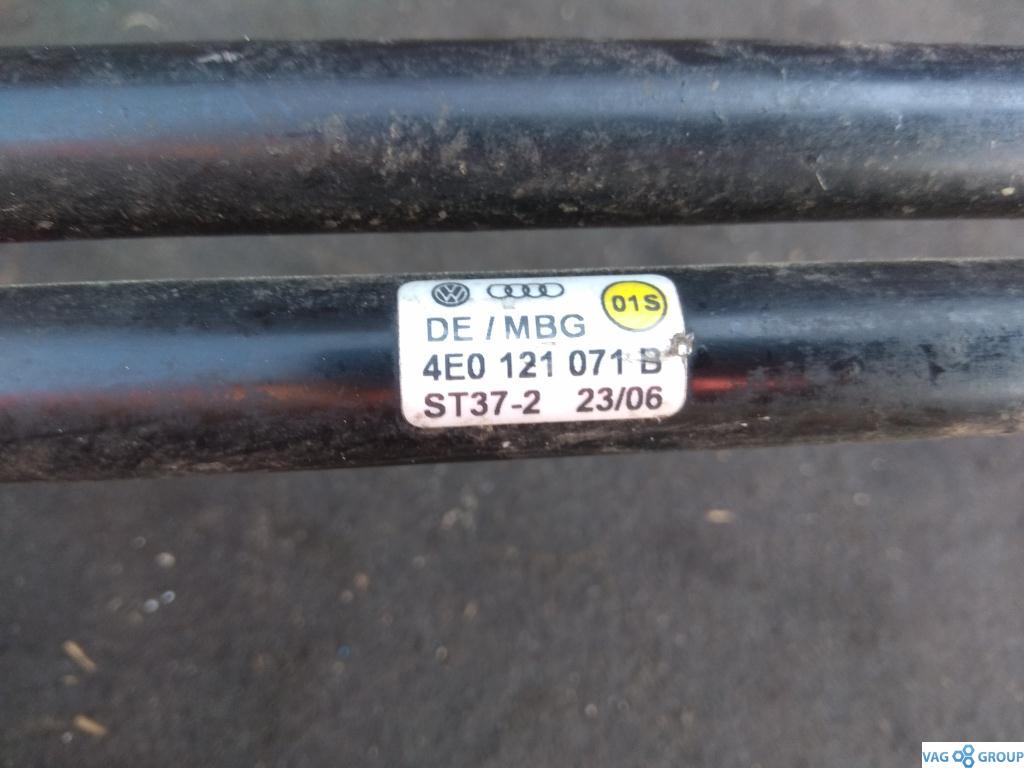 01S
DE / MBG
4E0 121 071 B
ST37-2 23/06
VAG GROUP